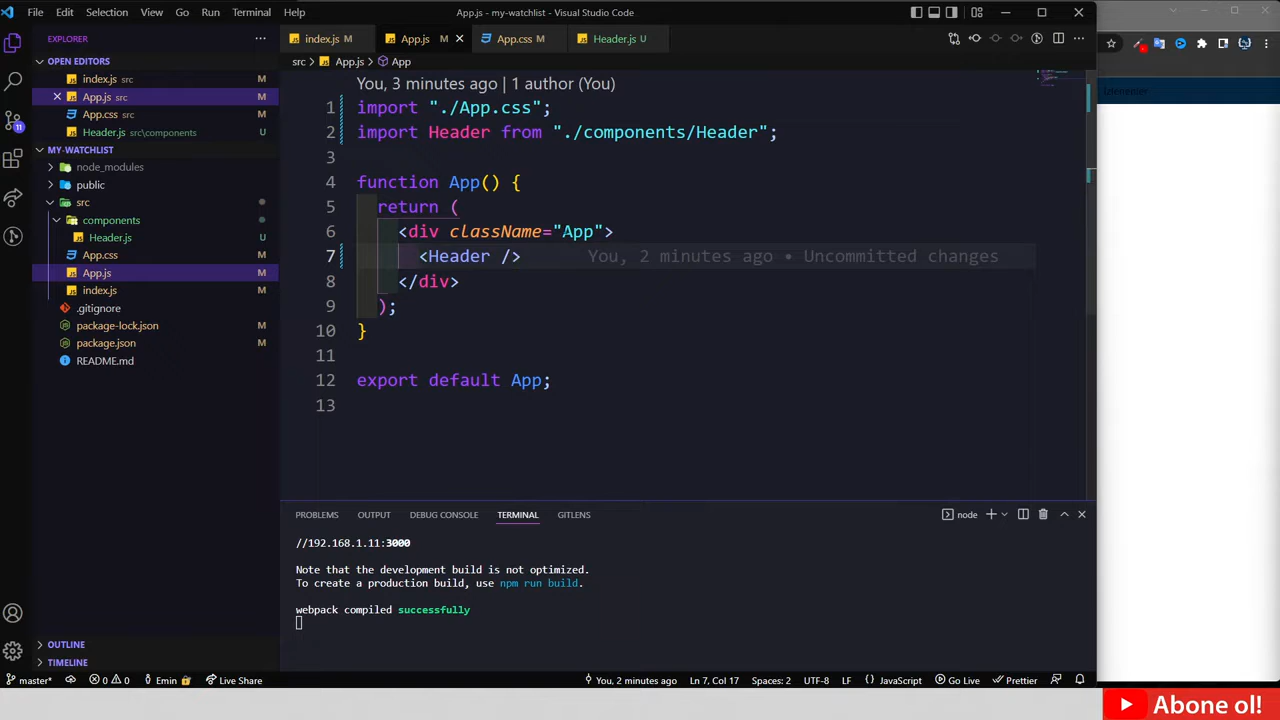 File Edit Selection View Go Run Terminal Help
App.js - my-watchlist - Visual Studio Code
EXPLORER
OPEN EDITORS
index.js src M
App.js src M
App.css src M
Header.js src\components U
MY-WATCHLIST
node_modules
public
src
components
Header.js U
App.css M
App.js M
index.js M
.gitignore
package-lock.json M
package.json M
README.md
OUTLINE
TIMELINE
11
index.js M App.js M App.css M Header.js U
src > App.js > App
You, 3 minutes ago | 1 author (You)
1 import "./App.css";
2 import Header from "./components/Header";
3
4 function App() {
5 return (
6 <div className="App">
7 <Header /> You, 2 minutes ago • Uncommitted changes
8 </div>
9 );
10 }
11
12 export default App;
13
PROBLEMS OUTPUT DEBUG CONSOLE TERMINAL GITLENS
node
//192.168.1.11:3000
Note that the development build is not optimized.
To create a production build, use npm run build.
webpack compiled successfully
master* 0 0 Emin Live Share You, 2 minutes ago Ln 7, Col 17 Spaces: 2 UTF-8 LF {} JavaScript Go Live Prettier
Abone ol!